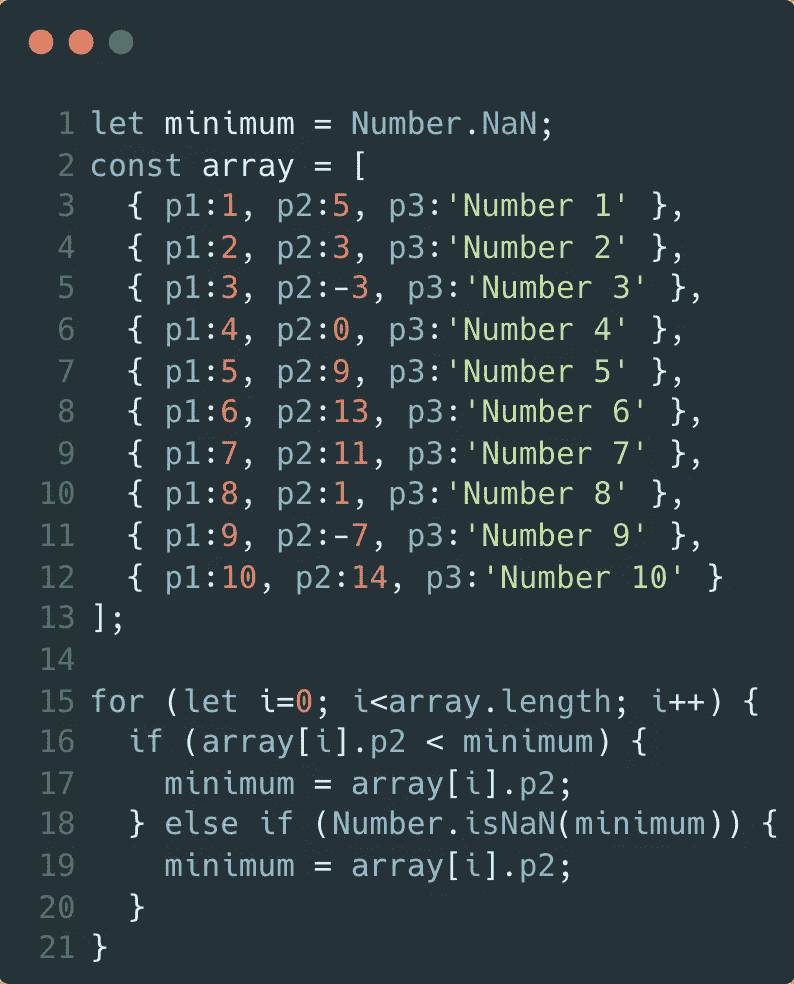 1 let minimum = Number.NaN;
2 const array = [
3   { p1:1, p2:5, p3:'Number 1' },
4   { p1:2, p2:3, p3:'Number 2' },
5   { p1:3, p2:-3, p3:'Number 3' },
6   { p1:4, p2:0, p3:'Number 4' },
7   { p1:5, p2:9, p3:'Number 5' },
8   { p1:6, p2:13, p3:'Number 6' },
9   { p1:7, p2:11, p3:'Number 7' },
10   { p1:8, p2:1, p3:'Number 8' },
11   { p1:9, p2:-7, p3:'Number 9' },
12   { p1:10, p2:14, p3:'Number 10' }
13 ];
14
15 for (let i=0; i<array.length; i++) {
16   if (array[i].p2 < minimum) {
17     minimum = array[i].p2;
18   } else if (Number.isNaN(minimum)) {
19     minimum = array[i].p2;
20   }
21 }